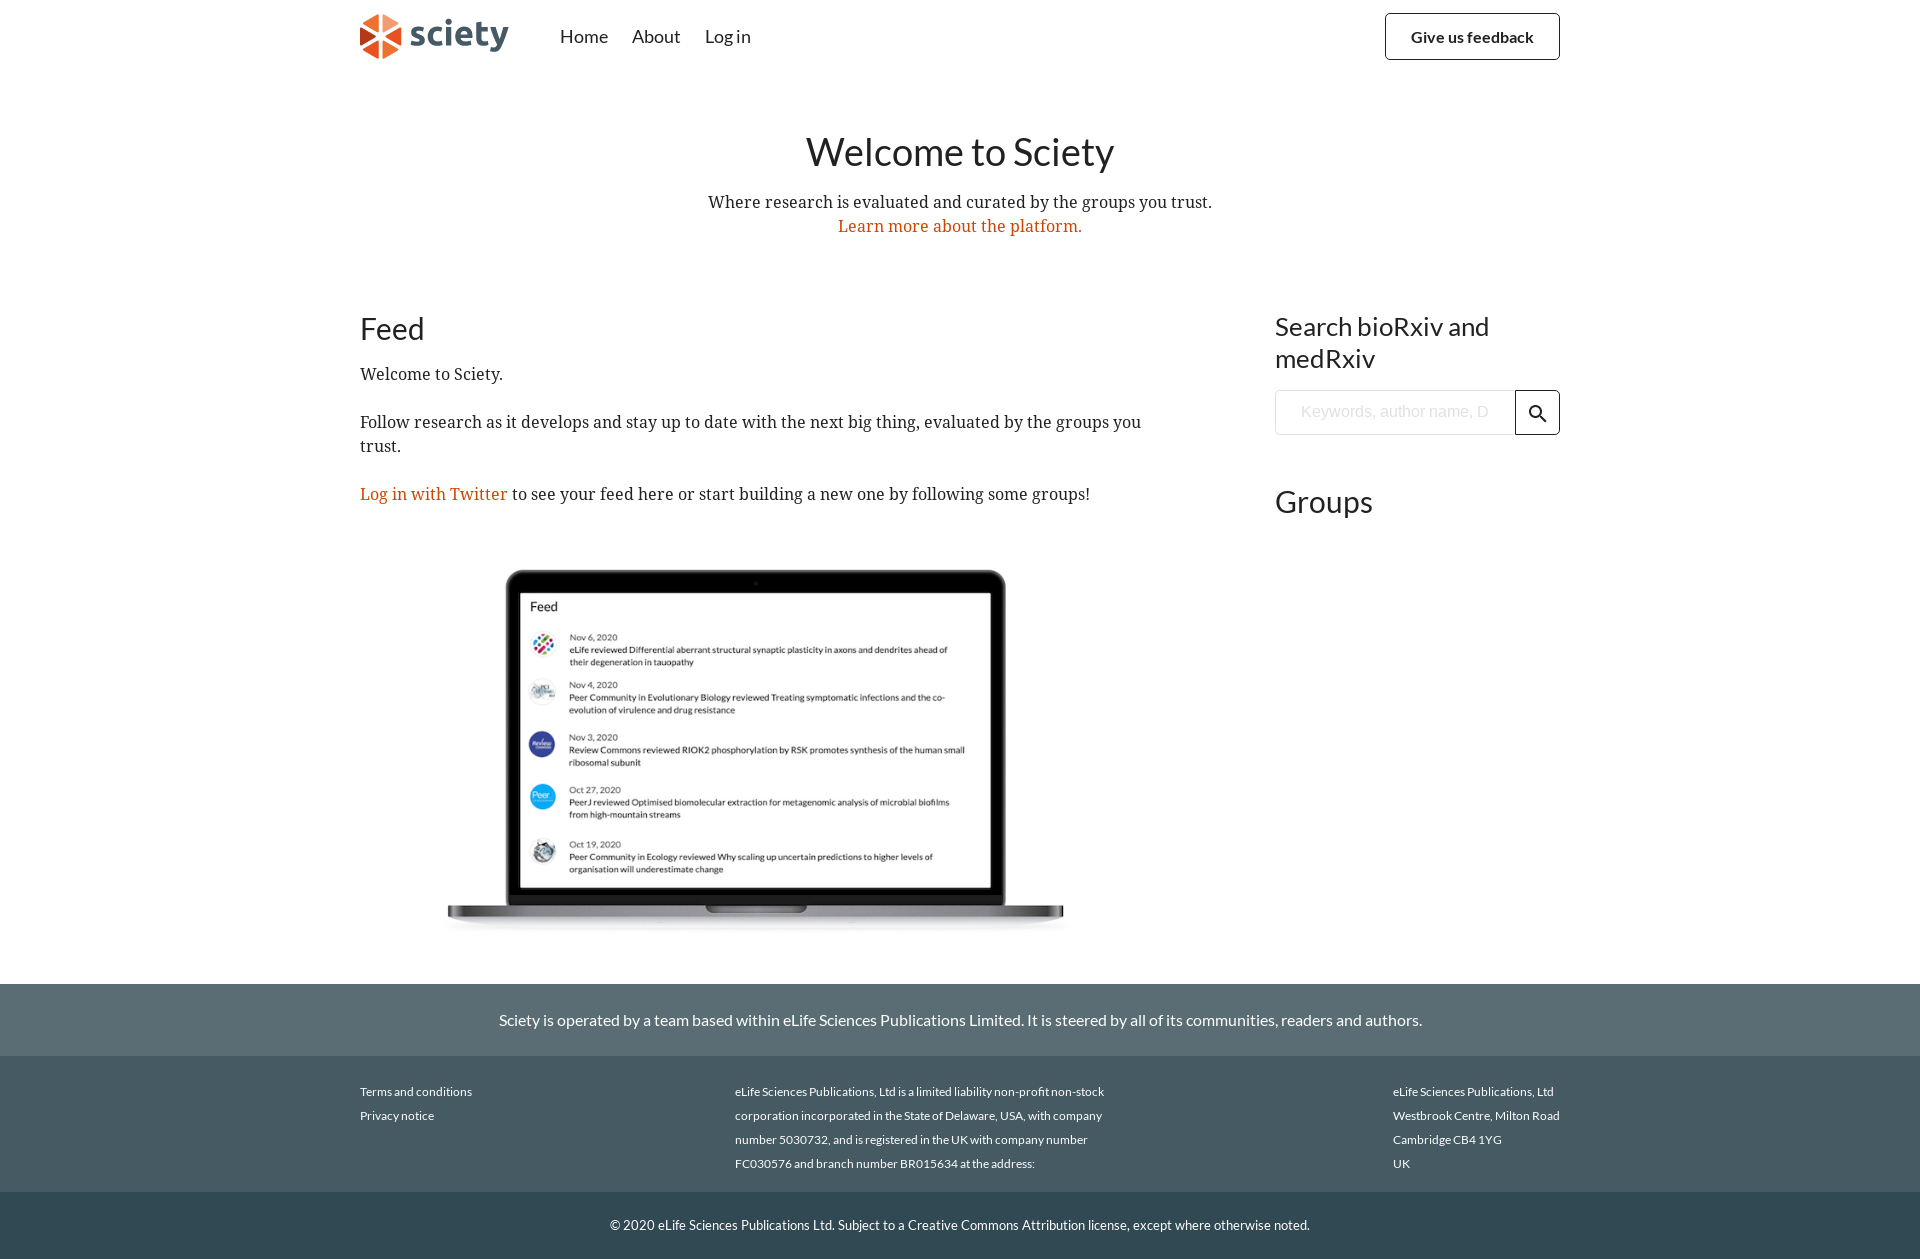 sciety
Home
About
Log in
Give us feedback
Welcome to Sciety
Where research is evaluated and curated by the groups you trust.
Learn more about the platform.
Feed
Welcome to Sciety.
Follow research as it develops and stay up to date with the next big thing, evaluated by the groups you
trust.
Log in with Twitter to see your feed here or start building a new one by following some groups!
Search bioRxiv and
medRxiv
Keywords, author name, D
Groups
Feed
Nov 6, 2020
eLife reviewed Differential aberrant structural synaptic plasticity in axons and dendrites ahead of
their degeneration in tauopathy
Nov 4, 2020
Peer Community in Evolutionary Biology reviewed Treating symptomatic infections and the co-
evolution of virulence and drug resistance
Review
Nov 3, 2020
Review Commons reviewed RIOK2 phosphorylation by RSK promotes synthesis of the human small
ribosomal subunit
Peer
Oct 27, 2020
PeerJ reviewed Optimised biomolecular extraction for metagenomic analysis of microbial biofilms
from high-mountain streams
Oct 19, 2020
Peer Community in Ecology reviewed Why scaling up uncertain predictions to higher levels of
organisation will underestimate change
Sciety is operated by a team based within eLife Sciences Publications Limited. It is steered by all of its communities, readers and authors.
Terms and conditions
Privacy notice
eLife Sciences Publications, Ltd is a limited liability non-profit non-stock
corporation incorporated in the State of Delaware, USA, with company
number 5030732, and is registered in the UK with company number
FC030576 and branch number BR015634 at the address:
eLife Sciences Publications, Ltd
Westbrook Centre, Milton Road
Cambridge CB4 1YG
UK
© 2020 eLife Sciences Publications Ltd. Subject to a Creative Commons Attribution license, except where otherwise noted.